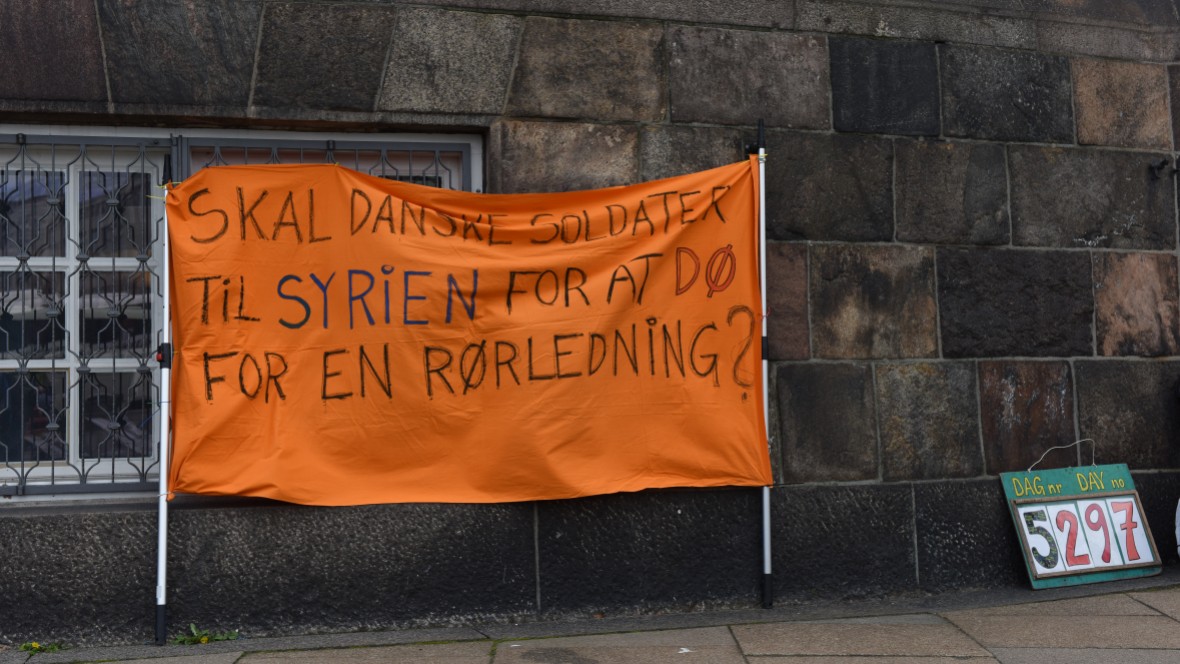 SKAL DANSKE SOLDATER
TiL SYRiEN FOR AT DØ
FOR EN RØRLEDNiNG?
DAG nr DAY no
5297